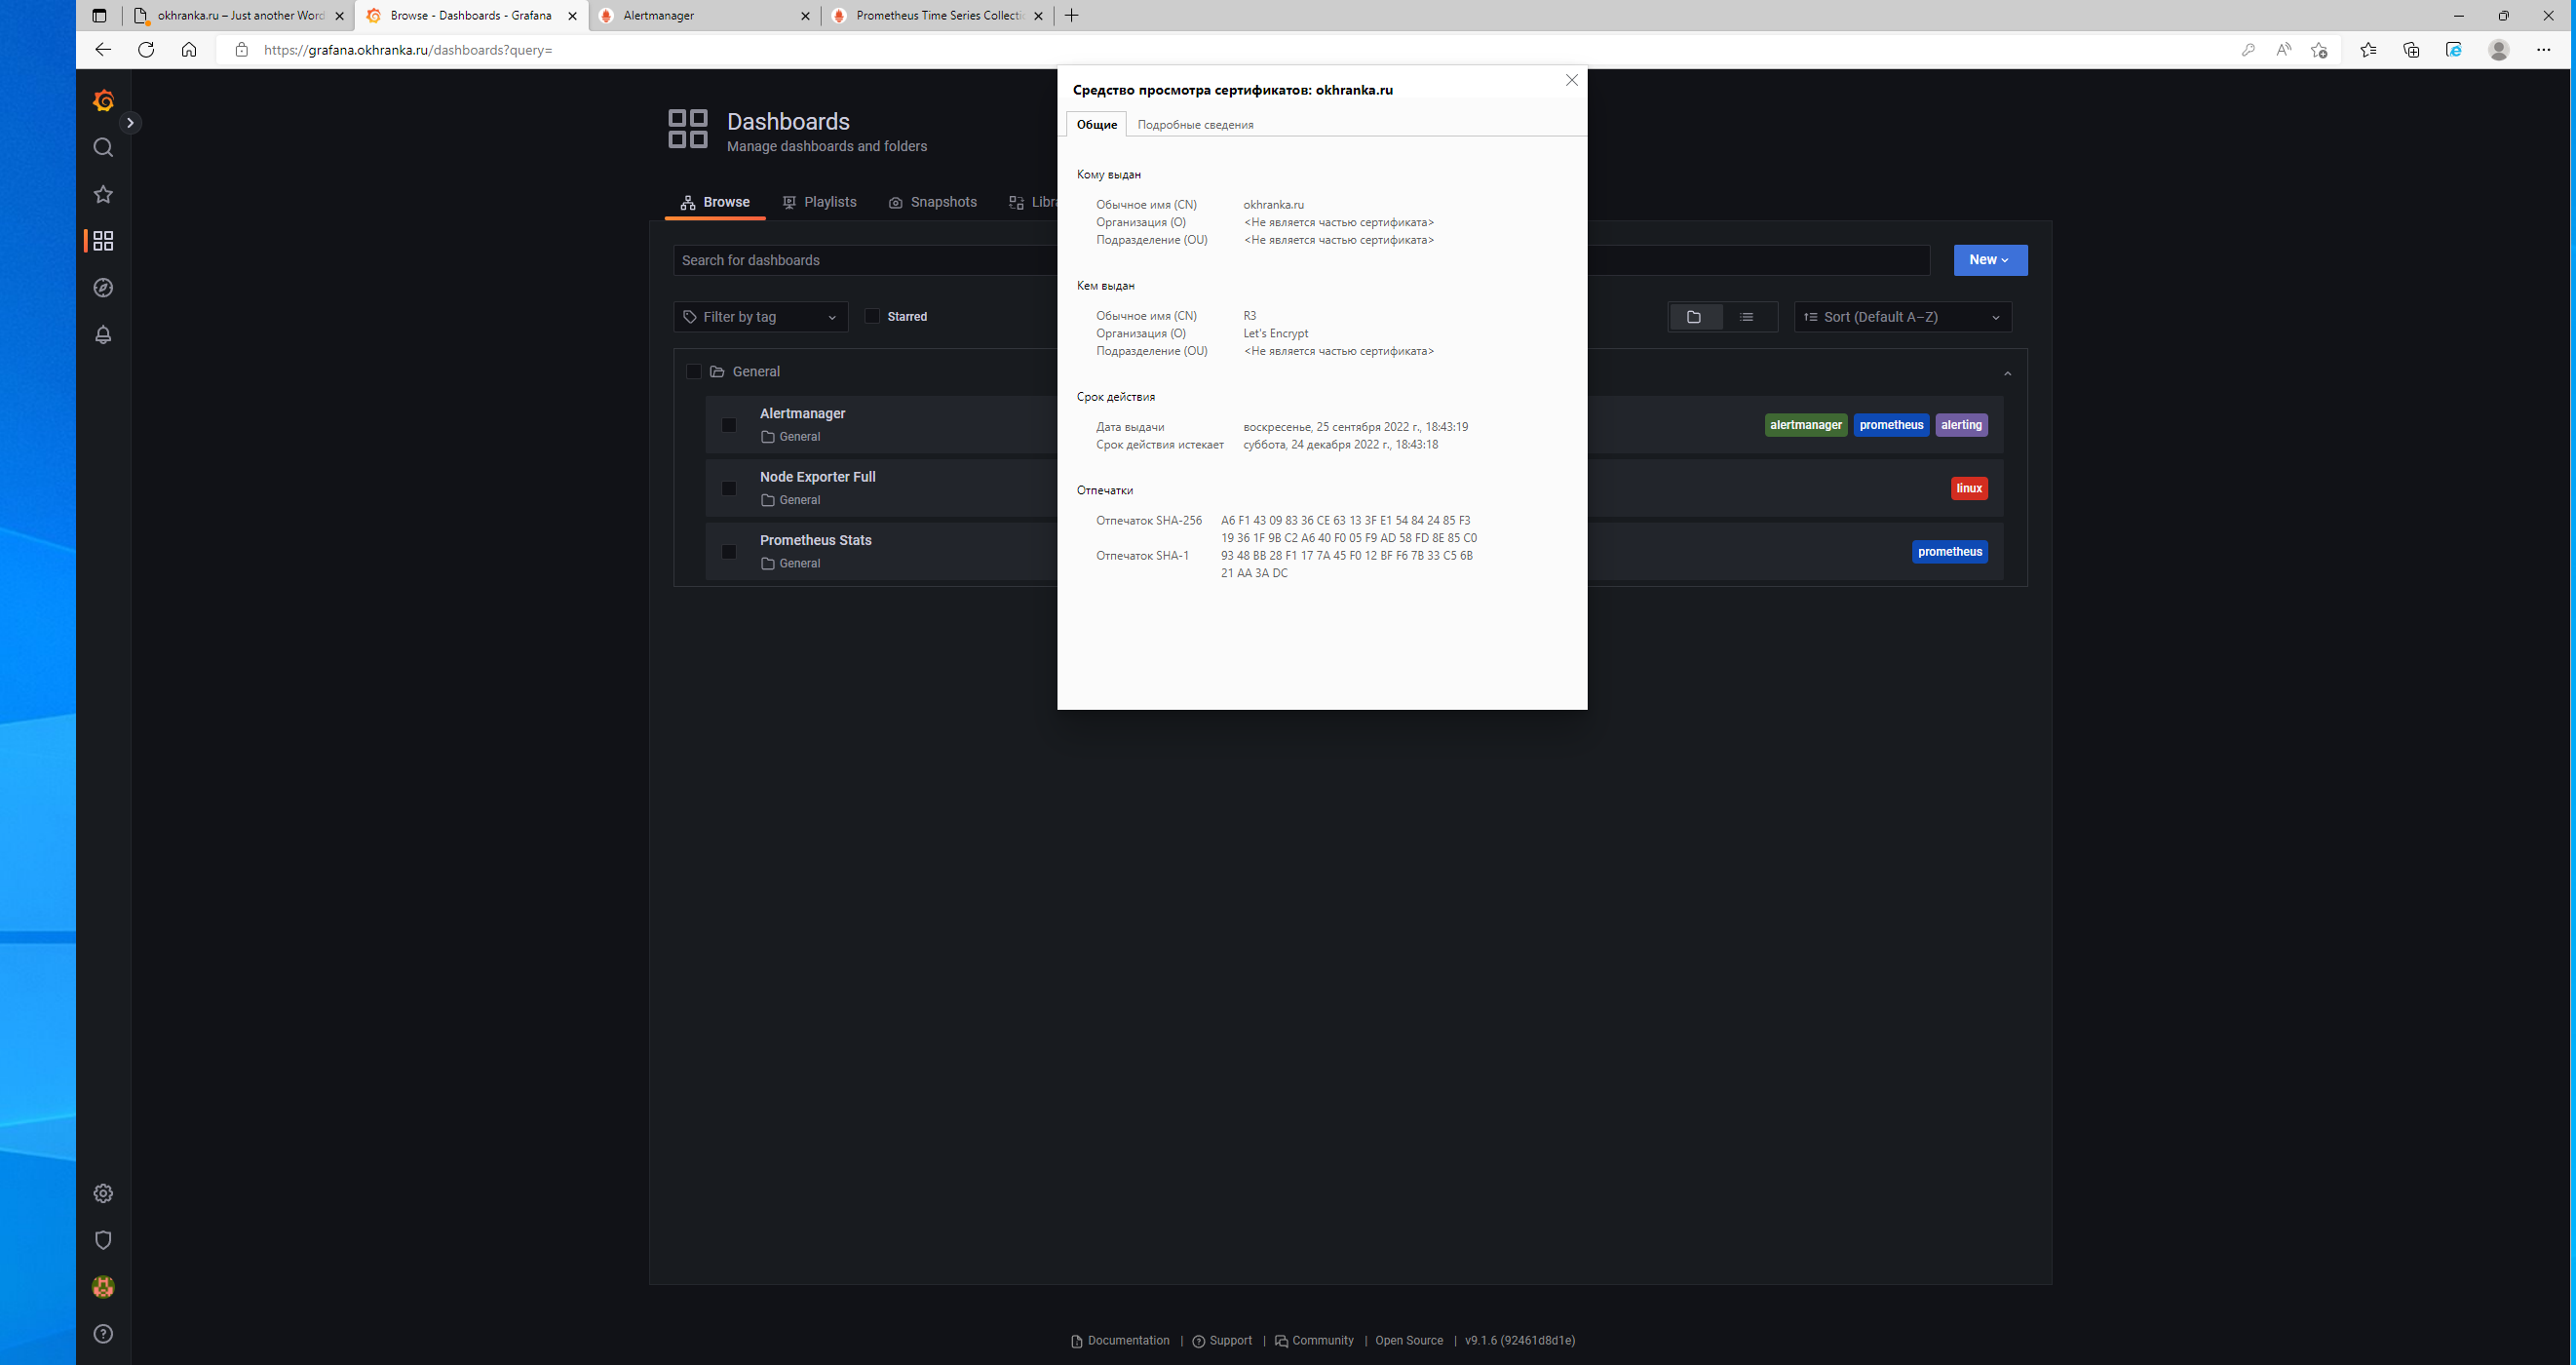 okhranka.ru – Just another Word
Browse - Dashboards - Grafana
Alertmanager
Prometheus Time Series Collecti
https://grafana.okhranka.ru/dashboards?query=
Dashboards
Manage dashboards and folders
Browse
Playlists
Snapshots
Libra
Search for dashboards
New
Filter by tag
Starred
Sort (Default A–Z)
General
Alertmanager
General
alertmanager prometheus alerting
Node Exporter Full
General
linux
Prometheus Stats
General
prometheus
Средство просмотра сертификатов: okhranka.ru
Общие
Подробные сведения
Кому выдан
Обычное имя (CN) okhranka.ru
Организация (O) <Не является частью сертификата>
Подразделение (OU) <Не является частью сертификата>
Кем выдан
Обычное имя (CN) R3
Организация (O) Let's Encrypt
Подразделение (OU) <Не является частью сертификата>
Срок действия
Дата выдачи воскресенье, 25 сентября 2022 г., 18:43:19
Срок действия истекает суббота, 24 декабря 2022 г., 18:43:18
Отпечатки
Отпечаток SHA-256 A6 F1 43 09 83 36 CE 63 13 3F E1 54 84 24 85 F3
19 36 1F 9B C2 A6 40 F0 05 F9 AD 58 FD 8E 85 C0
Отпечаток SHA-1 93 48 BB 28 F1 17 7A 45 F0 12 BF F6 7B 33 C5 6B
21 AA 3A DC
Documentation | Support | Community | Open Source | v9.1.6 (92461d8d1e)